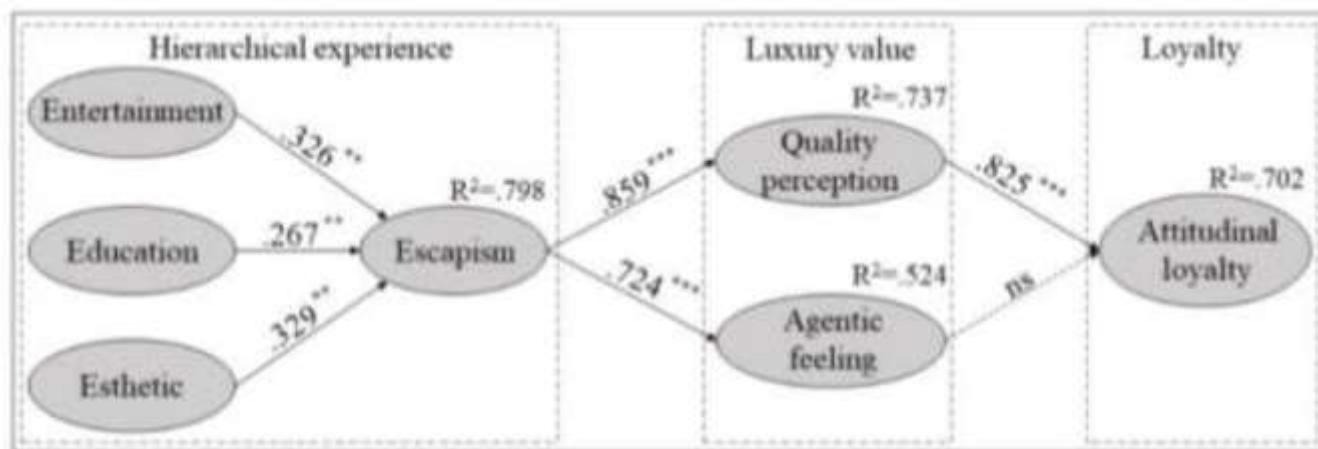 Hierarchical experience
Luxury value
Loyalty
Entertainment
.326 **
R²=.798
Education
.267 **
Escapism
Esthetic
.329 **
.859 ***
.724 ***
R²=.737
Quality
perception
R²=.524
Agentic
feeling
.825 ***
ns
R²=.702
Attitudinal
loyalty